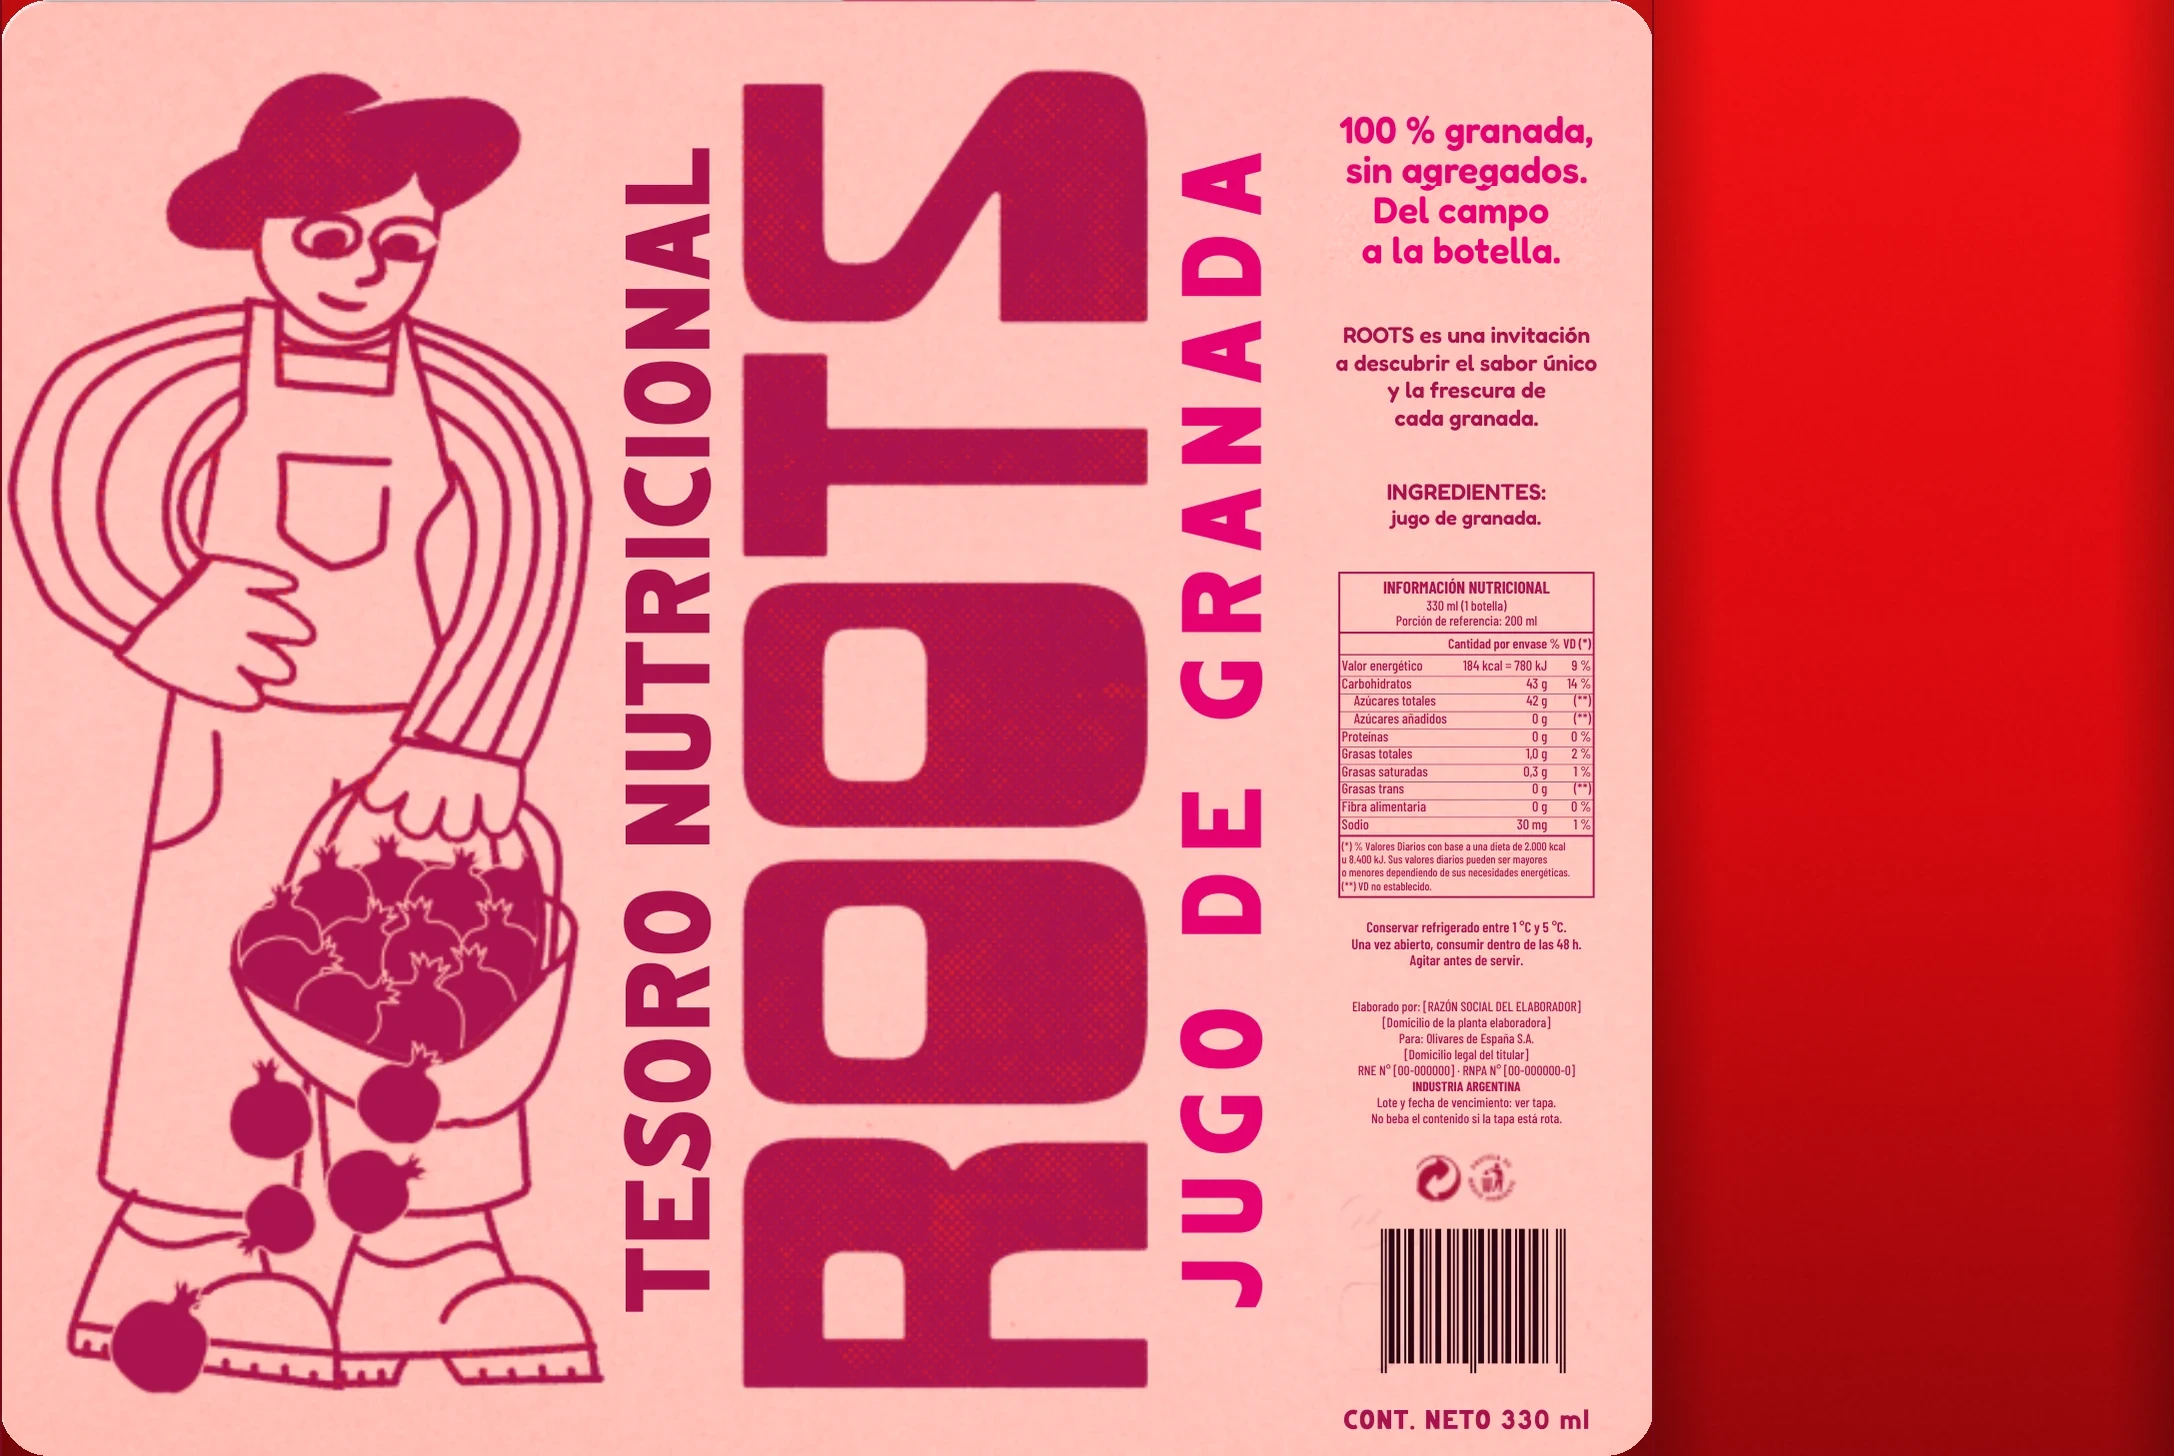 TESORO NUTRICIONAL
ROOTS
JUGO DE GRANADA
100 % granada,
sin agregados.
Del campo
a la botella.
ROOTS es una invitación
a descubrir el sabor único
y la frescura de
cada granada.
INGREDIENTES:
jugo de granada.
INFORMACIÓN NUTRICIONAL
330 ml (1 botella)
Porción de referencia: 200 ml
Cantidad por envase % VD (*)
Valor energético 184 kcal = 780 kJ 9 %
Carbohidratos 43 g 14 %
Azúcares totales 42 g (**)
Azúcares añadidos 0 g (**)
Proteínas 0 g 0 %
Grasas totales 1,0 g 2 %
Grasas saturadas 0,3 g 1 %
Grasas trans 0 g (**)
Fibra alimentaria 0 g 0 %
Sodio 30 mg 1 %
(*) % Valores Diarios con base a una dieta de 2.000 kcal
u 8.400 kJ. Sus valores diarios pueden ser mayores
o menores dependiendo de sus necesidades energéticas.
(**) VD no establecido.
Conservar refrigerado entre 1 °C y 5 °C.
Una vez abierto, consumir dentro de las 48 h.
Agitar antes de servir.
Elaborado por: [RAZÓN SOCIAL DEL ELABORADOR]
[Domicilio de la planta elaboradora]
Para: Olivares de España S.A.
[Domicilio legal del titular]
RNE N° [00-000000] · RNPA N° [00-000000-0]
INDUSTRIA ARGENTINA
Lote y fecha de vencimiento: ver tapa.
No beba el contenido si la tapa está rota.
CONT. NETO 330 ml